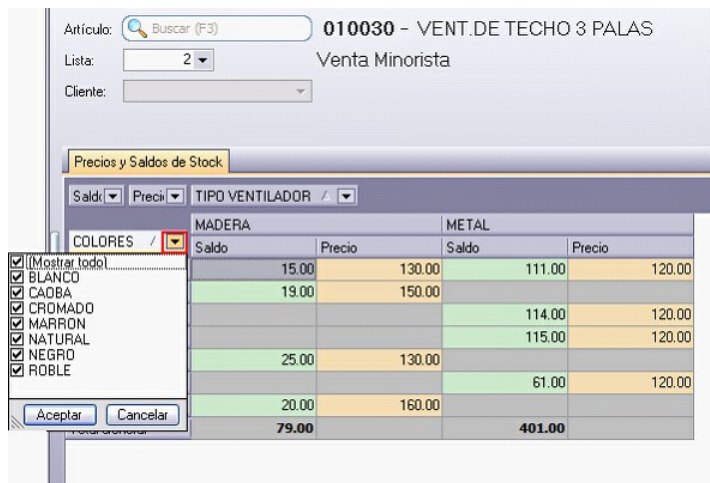 Artículo: Buscar (F3) 010030 - VENT.DE TECHO 3 PALAS
Lista: 2 Venta Minorista
Cliente:
Precios y Saldos de Stock
TIPO VENTILADOR
MADERA METAL
COLORES Saldo Precio Saldo Precio
(Mostrar todo) 15.00 130.00 111.00 120.00
BLANCO
CAOBA 19.00 150.00
CROMADO 114.00 120.00
MARRON
NATURAL 115.00 120.00
NEGRO 25.00 130.00
ROBLE
61.00 120.00
Aceptar Cancelar 20.00 160.00
79.00 401.00